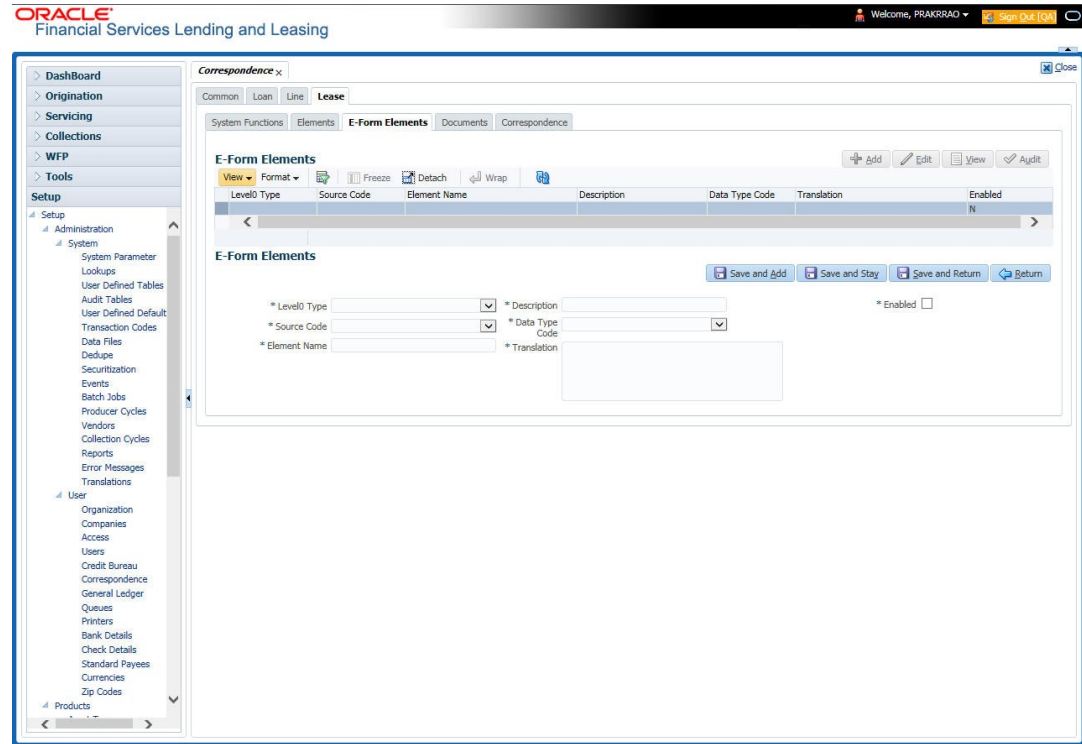 ORACLE
Financial Services Lending and Leasing
Welcome, PRAKRRAO
Sign Out [QA]
DashBoard
Origination
Servicing
Collections
WFP
Tools
Setup
Setup
Administration
System
System Parameter
Lookups
User Defined Tables
Audit Tables
User Defined Default
Transaction Codes
Data Files
Dedupe
Securitization
Events
Batch Jobs
Producer Cycles
Vendors
Collection Cycles
Reports
Error Messages
Translations
User
Organization
Companies
Access
Users
Credit Bureau
Correspondence
General Ledger
Queues
Printers
Bank Details
Check Details
Standard Payees
Currencies
Zip Codes
Products
Correspondence x
Close
Common Loan Line Lease
System Functions Elements E-Form Elements Documents Correspondence
E-Form Elements
Add Edit View Audit
View Format Freeze Detach Wrap
Level0 Type Source Code Element Name Description Data Type Code Translation Enabled
N
E-Form Elements
Save and Add Save and Stay Save and Return Return
* Level0 Type
* Source Code
* Element Name
* Description
* Data Type Code
* Translation
* Enabled